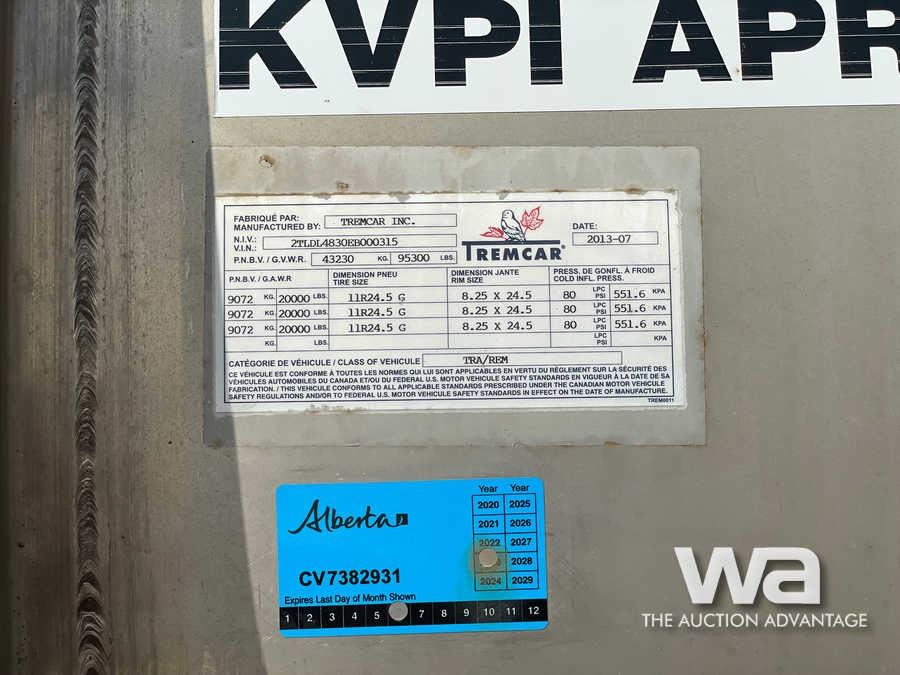 KVPI APR
FABRIQUÉ PAR:
MANUFACTURED BY: TREMCAR INC.
N.I.V.:
V.I.N.: 2TLDL4830EB000315
P.N.B.V. / G.V.W.R. 43230 KG. 95300 LBS.
TREMCAR
DATE:
2013-07
P.N.B.V. / G.A.W.R DIMENSION PNEU DIMENSION JANTE PRESS. DE GONFL. À FROID
TIRE SIZE RIM SIZE COLD INFL. PRESS.
9072 KG. 20000 LBS. 11R24.5 G 8.25 X 24.5 80 LPC PSI 551.6 KPA
9072 KG. 20000 LBS. 11R24.5 G 8.25 X 24.5 80 LPC PSI 551.6 KPA
9072 KG. 20000 LBS. 11R24.5 G 8.25 X 24.5 80 LPC PSI 551.6 KPA
KG. LBS. LPC PSI KPA
CATÉGORIE DE VÉHICULE / CLASS OF VEHICULE TRA/REM
CE VÉHICULE EST CONFORME À TOUTES LES NORMES QUI LUI SONT APPLICABLES EN VERTU DU RÈGLEMENT SUR LA SÉCURITÉ DES
VÉHICULES AUTOMOBILES DU CANADA ET/OU DU FEDERAL U.S. MOTOR VEHICULE SAFETY STANDARDS EN VIGUEUR À LA DATE DE SA
FABRICATION. / THIS VEHICULE CONFORMS TO ALL APPLICABLE STANDARDS PRESCRIBED UNDER THE CANADIAN MOTOR VEHICULE
SAFETY REGULATIONS AND/OR TO FEDERAL U.S. MOTOR VEHICULE SAFETY STANDARDS IN EFFECT ON THE DATE OF MANUFACTURE.
TREM0011
Alberta
Year Year
2020 2025
2021 2026
2022 2027
2028
2024 2029
CV7382931
Expires Last Day of Month Shown
1 2 3 4 5 7 8 9 10 11 12
wa
THE AUCTION ADVANTAGE